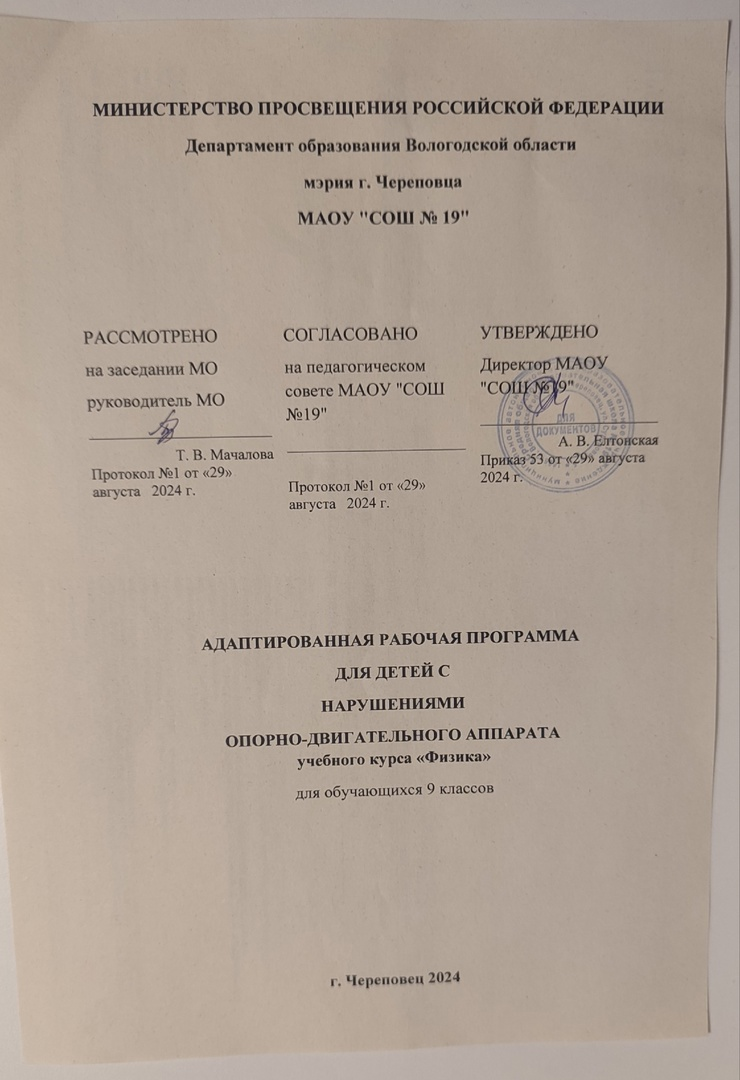 МИНИСТЕРСТВО ПРОСВЕЩЕНИЯ РОССИЙСКОЙ ФЕДЕРАЦИИ
Департамент образования Вологодской области
мэрия г. Череповца
МАОУ "СОШ № 19"
РАССМОТРЕНО
на заседании МО
руководитель МО
Т. В. Мачалова
Протокол №1 от «29»
августа 2024 г.
СОГЛАСОВАНО
на педагогическом
совете МАОУ "СОШ
№19"
Протокол №1 от «29»
августа 2024 г.
УТВЕРЖДЕНО
Директор МАОУ
"СОШ №19"
ДЛЯ
ДОКУМЕНТОВ
А. В. Елтонская
Приказ 53 от «29» августа
2024 г.
АДАПТИРОВАННАЯ РАБОЧАЯ ПРОГРАММА
ДЛЯ ДЕТЕЙ С
НАРУШЕНИЯМИ
ОПОРНО-ДВИГАТЕЛЬНОГО АППАРАТА
учебного курса «Физика»
для обучающихся 9 классов
г. Череповец 2024